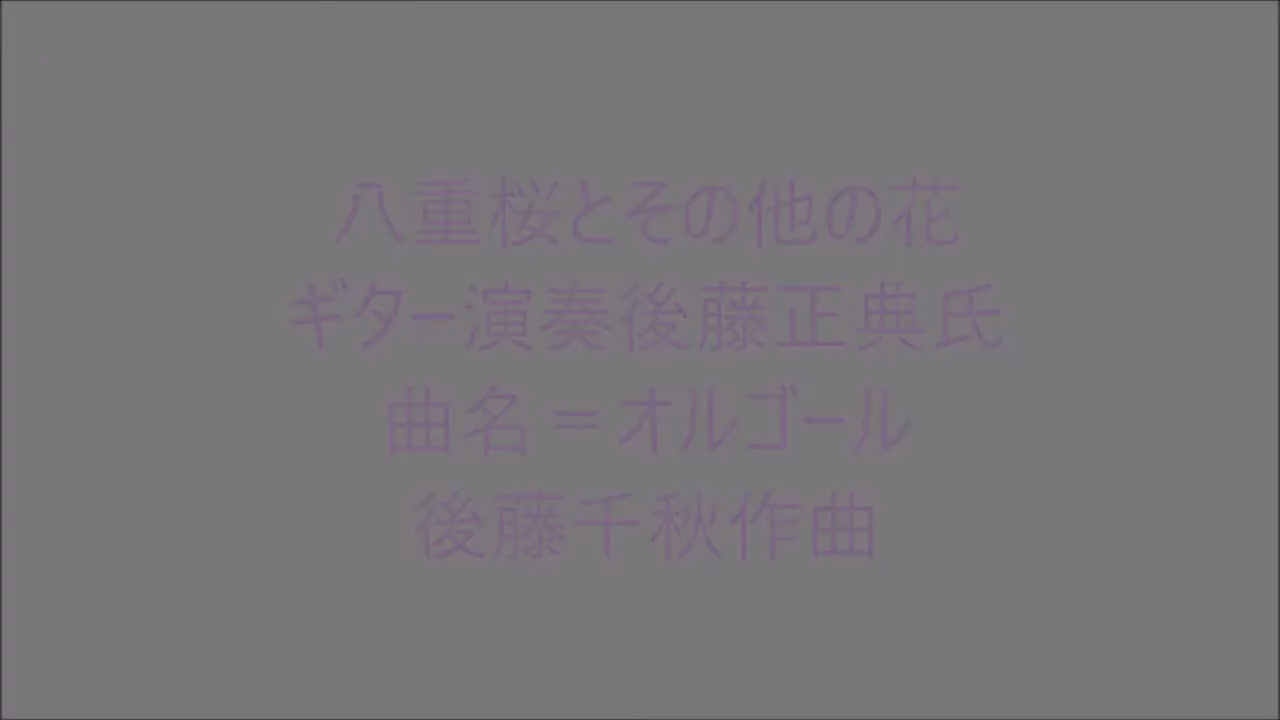 八重桜とその他の花
ギター演奏後藤正典氏
曲名＝オルゴール
後藤千秋作曲